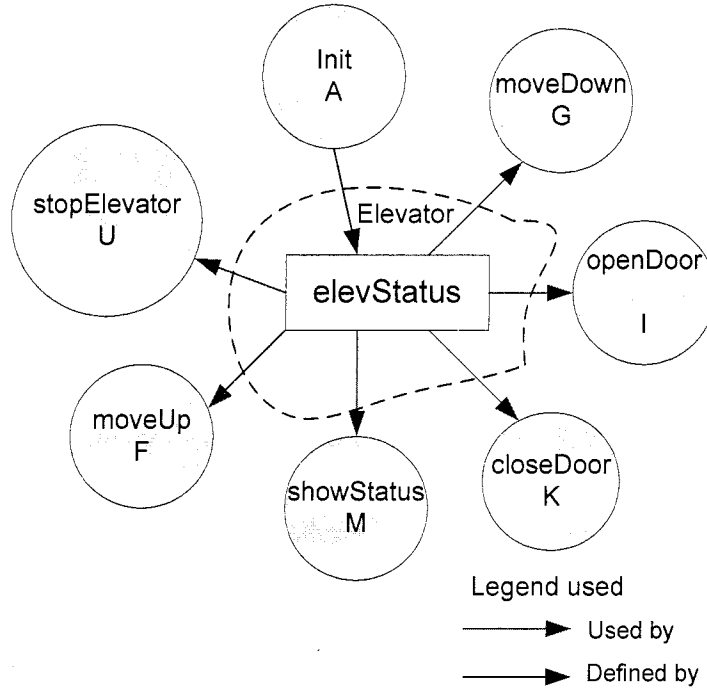 Init
A
moveDown
G
stopElevator
U
Elevator
openDoor
I
elevStatus
moveUp
F
showStatus
M
closeDoor
K
Legend used
Used by
Defined by